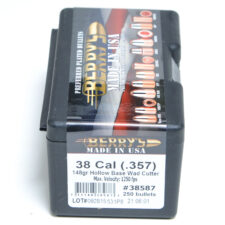 PREFERRED PLATED BULLETS
BERRY'S
MADE IN USA
BERRY'S
MADE IN USA
38 Cal (.357)
148gr Hollow Base Wad Cutter
Max. Velocity: 1250 fps
#38587
250 bullets